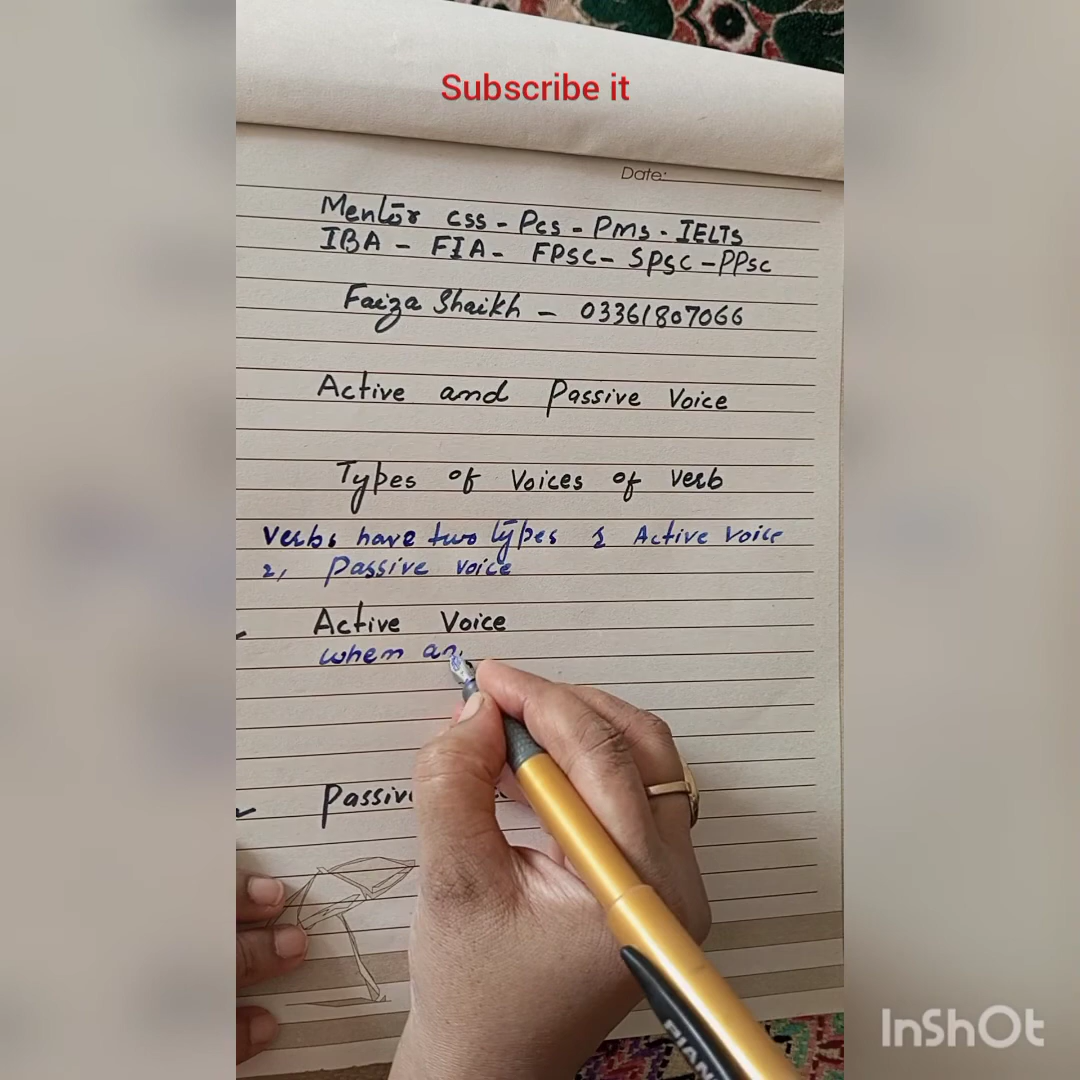 Subscribe it
Date:
Mentor CSS - PCS - PMS - IELTS
IBA - FIA - FPSC - SPSC - PPSC
Faiza Shaikh - 03361807066
Active and Passive Voice
Types of Voices of Verb
Verbs have two types 1 Active voice
2, Passive voice
Active Voice
when an
Passive
PIANO
InShOt